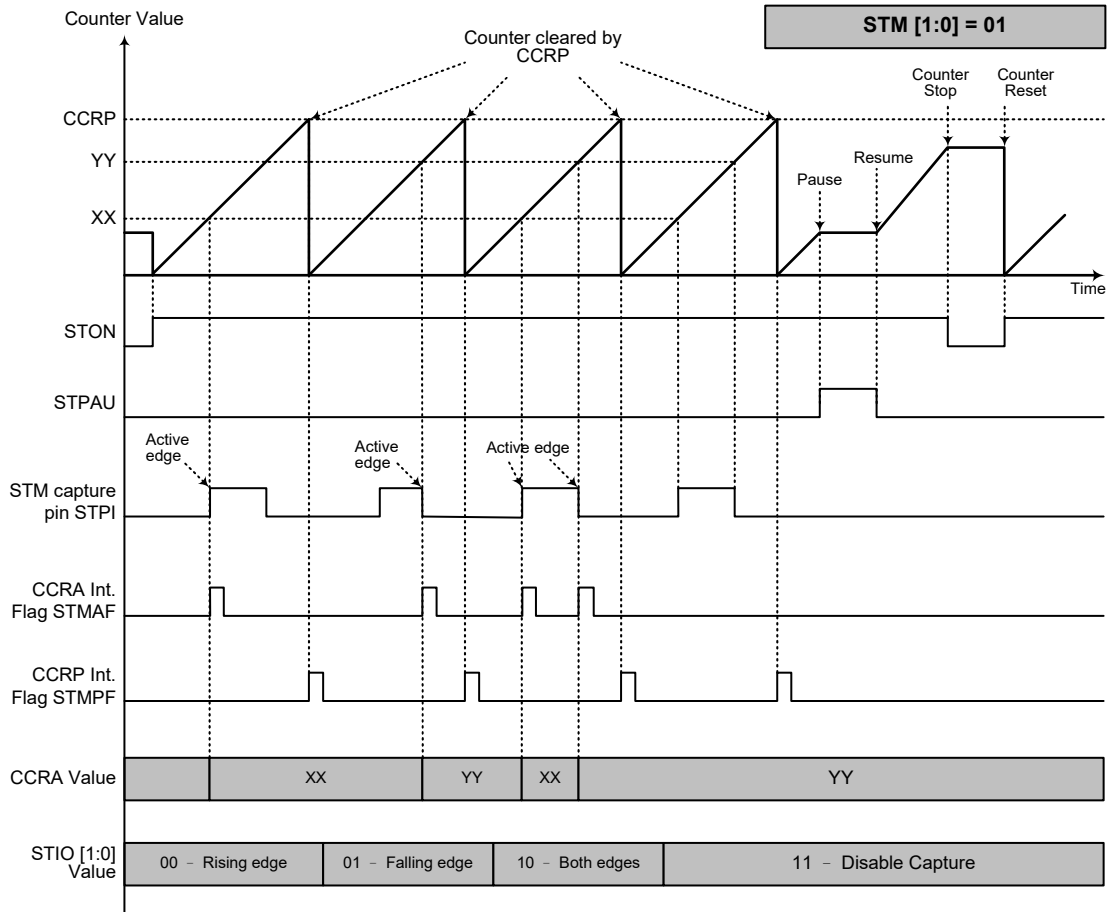 Counter Value
STM [1:0] = 01
Counter cleared by
CCRP
Counter
Stop
Counter
Reset
CCRP
YY
XX
Pause
Resume
Time
STON
STPAU
Active
edge
Active
edge
Active edge
STM capture
pin STPI
CCRA Int.
Flag STMAF
CCRP Int.
Flag STMPF
CCRA Value
XX
YY
XX
YY
STIO [1:0]
Value
00 – Rising edge
01 – Falling edge
10 – Both edges
11 – Disable Capture